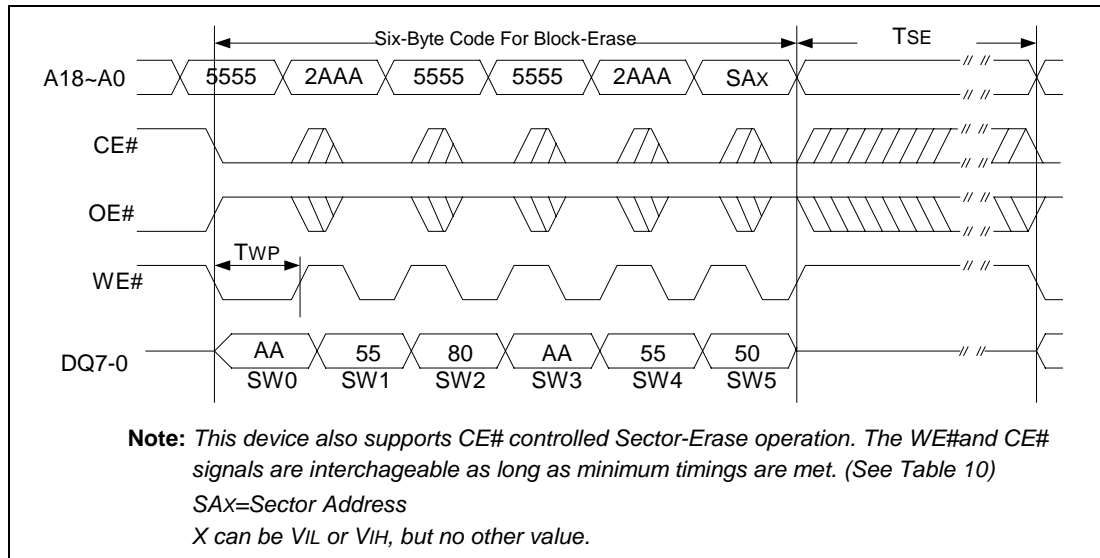 Six-Byte Code For Block-Erase TSE
A18~A0 5555 2AAA 5555 5555 2AAA SAX
CE#
OE#
TWP
WE#
DQ7-0 AA 55 80 AA 55 50
SW0 SW1 SW2 SW3 SW4 SW5
Note: This device also supports CE# controlled Sector-Erase operation. The WE#and CE#
signals are interchageable as long as minimum timings are met. (See Table 10)
SAX=Sector Address
X can be VIL or VIH, but no other value.